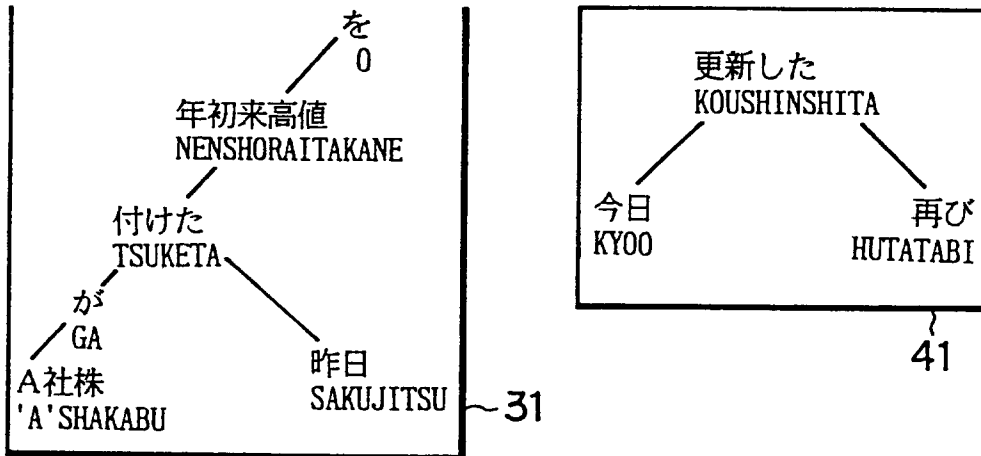 を
O
年初来高値
NENSHORAITAKANE
付けた
TSUKETA
が
GA
A社株
'A'SHAKABU
昨日
SAKUJITSU
31
更新した
KOUSHINSHITA
今日
KYOO
再び
HUTATABI
41